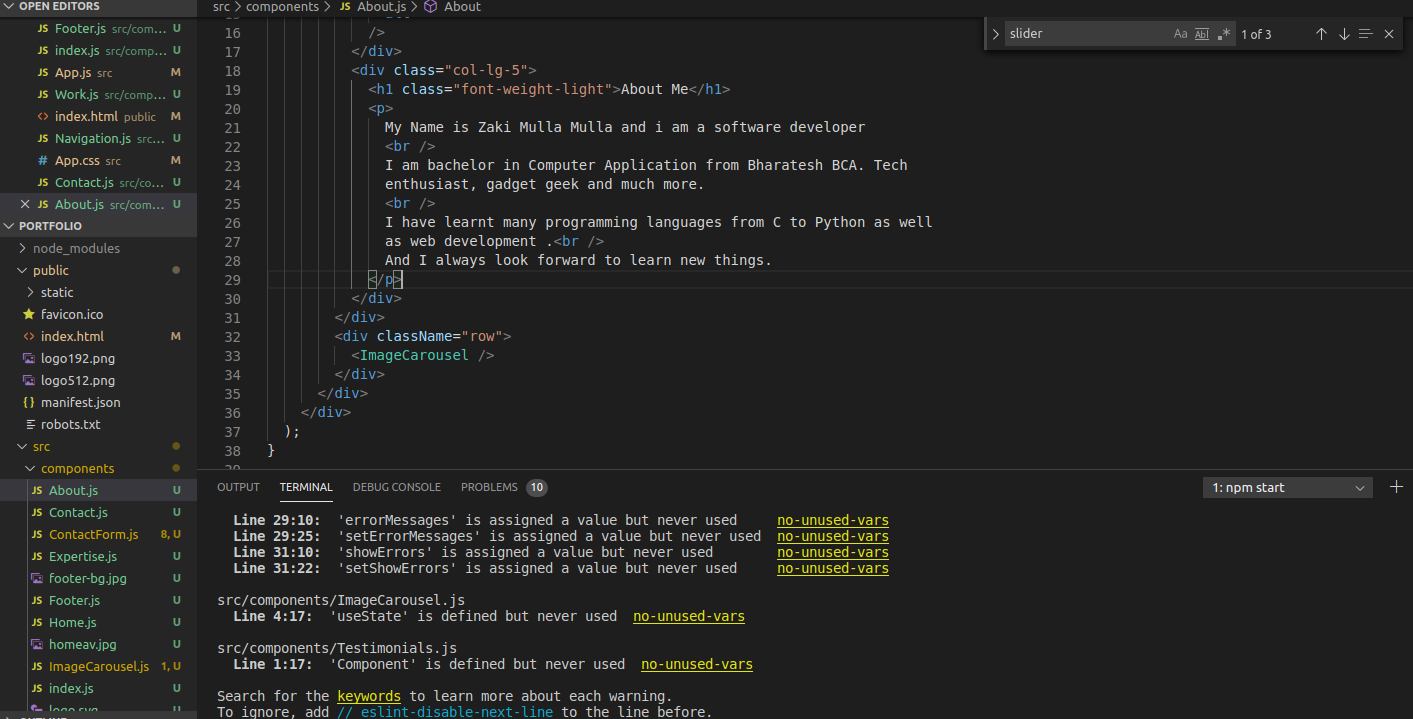 OPEN EDITORS
JS Footer.js src/com... U
JS index.js src/comp... U
JS App.js src M
JS Work.js src/comp... U
<> index.html public M
JS Navigation.js src... U
# App.css src M
JS Contact.js src/co... U
JS About.js src/com... U
PORTFOLIO
node_modules
public
static
favicon.ico
<> index.html M
logo192.png
logo512.png
{} manifest.json
robots.txt
src
components
JS About.js U
JS Contact.js U
JS ContactForm.js 8, U
JS Expertise.js U
footer-bg.jpg U
JS Footer.js U
JS Home.js U
homeav.jpg U
JS ImageCarousel.js 1, U
JS index.js U
logo.svg U
OUTLINE
src > components > JS About.js > About
slider Aa Abl .* 1 of 3
16 />
17 </div>
18 <div class="col-lg-5">
19 <h1 class="font-weight-light">About Me</h1>
20 <p>
21 My Name is Zaki Mulla Mulla and i am a software developer
22 <br />
23 I am bachelor in Computer Application from Bharatesh BCA. Tech
24 enthusiast, gadget geek and much more.
25 <br />
26 I have learnt many programming languages from C to Python as well
27 as web development .<br />
28 And I always look forward to learn new things.
29 </p>
30 </div>
31 </div>
32 <div className="row">
33 <ImageCarousel />
34 </div>
35 </div>
36 </div>
37 );
38 }
39
OUTPUT TERMINAL DEBUG CONSOLE PROBLEMS 10 1: npm start
Line 29:10: 'errorMessages' is assigned a value but never used no-unused-vars
Line 29:25: 'setErrorMessages' is assigned a value but never used no-unused-vars
Line 31:10: 'showErrors' is assigned a value but never used no-unused-vars
Line 31:22: 'setShowErrors' is assigned a value but never used no-unused-vars
src/components/ImageCarousel.js
Line 4:17: 'useState' is defined but never used no-unused-vars
src/components/Testimonials.js
Line 1:17: 'Component' is defined but never used no-unused-vars
Search for the keywords to learn more about each warning.
To ignore, add // eslint-disable-next-line to the line before.